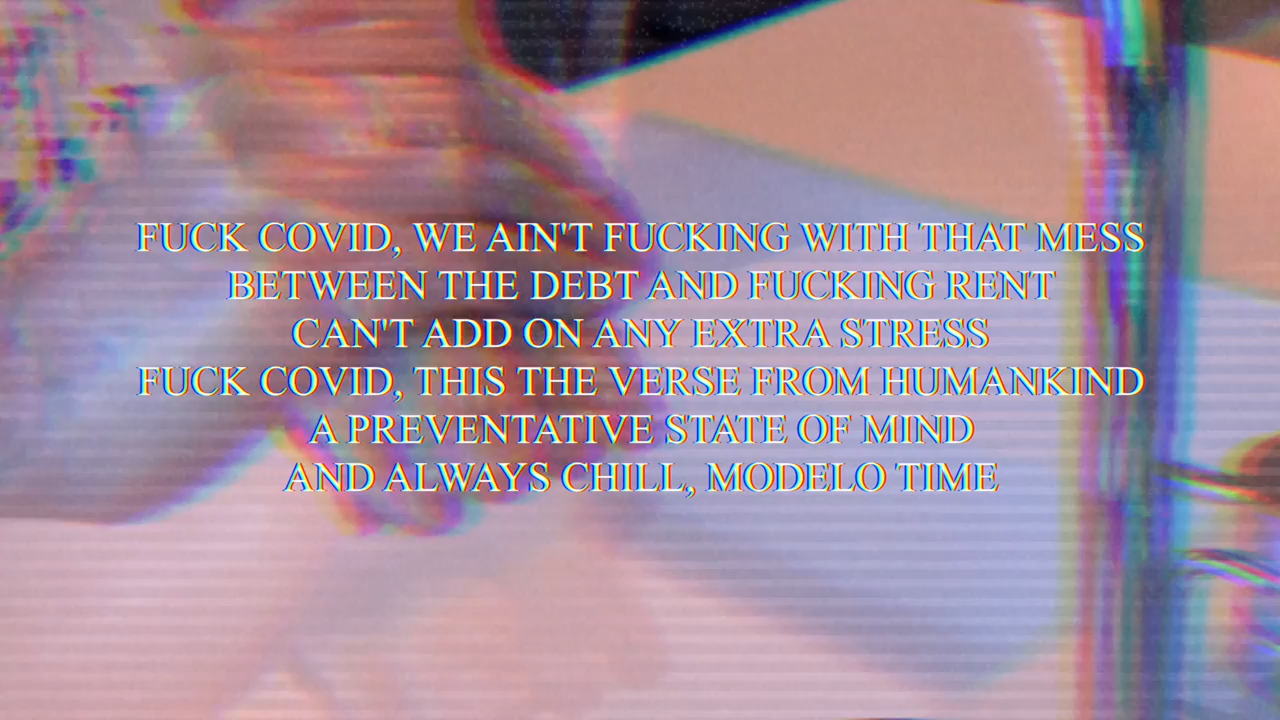 FUCK COVID, WE AIN'T FUCKING WITH THAT MESS
BETWEEN THE DEBT AND FUCKING RENT
CAN'T ADD ON ANY EXTRA STRESS
FUCK COVID, THIS THE VERSE FROM HUMANKIND
A PREVENTATIVE STATE OF MIND
AND ALWAYS CHILL, MODELO TIME